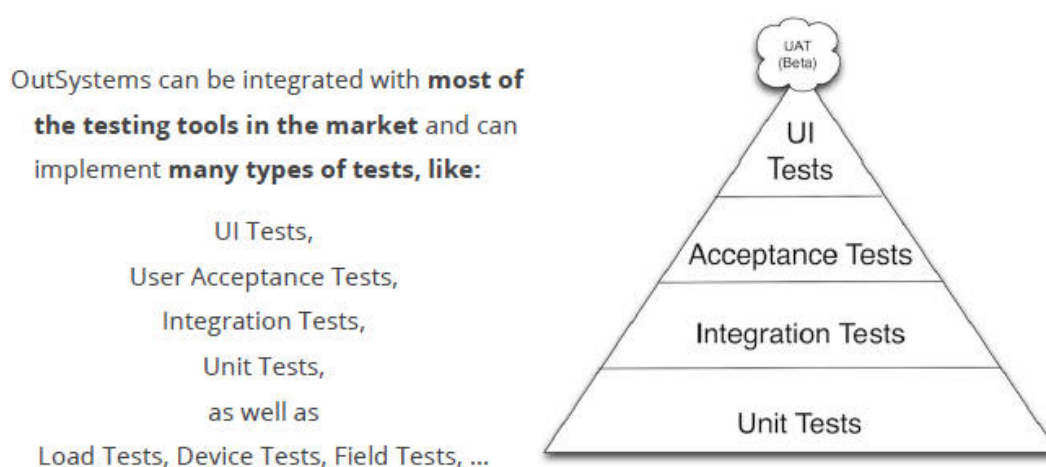 OutSystems can be integrated with most of
the testing tools in the market and can
implement many types of tests, like:
UI Tests,
User Acceptance Tests,
Integration Tests,
Unit Tests,
as well as
Load Tests, Device Tests, Field Tests, ...
UAT
(Beta)
UI
Tests
Acceptance Tests
Integration Tests
Unit Tests